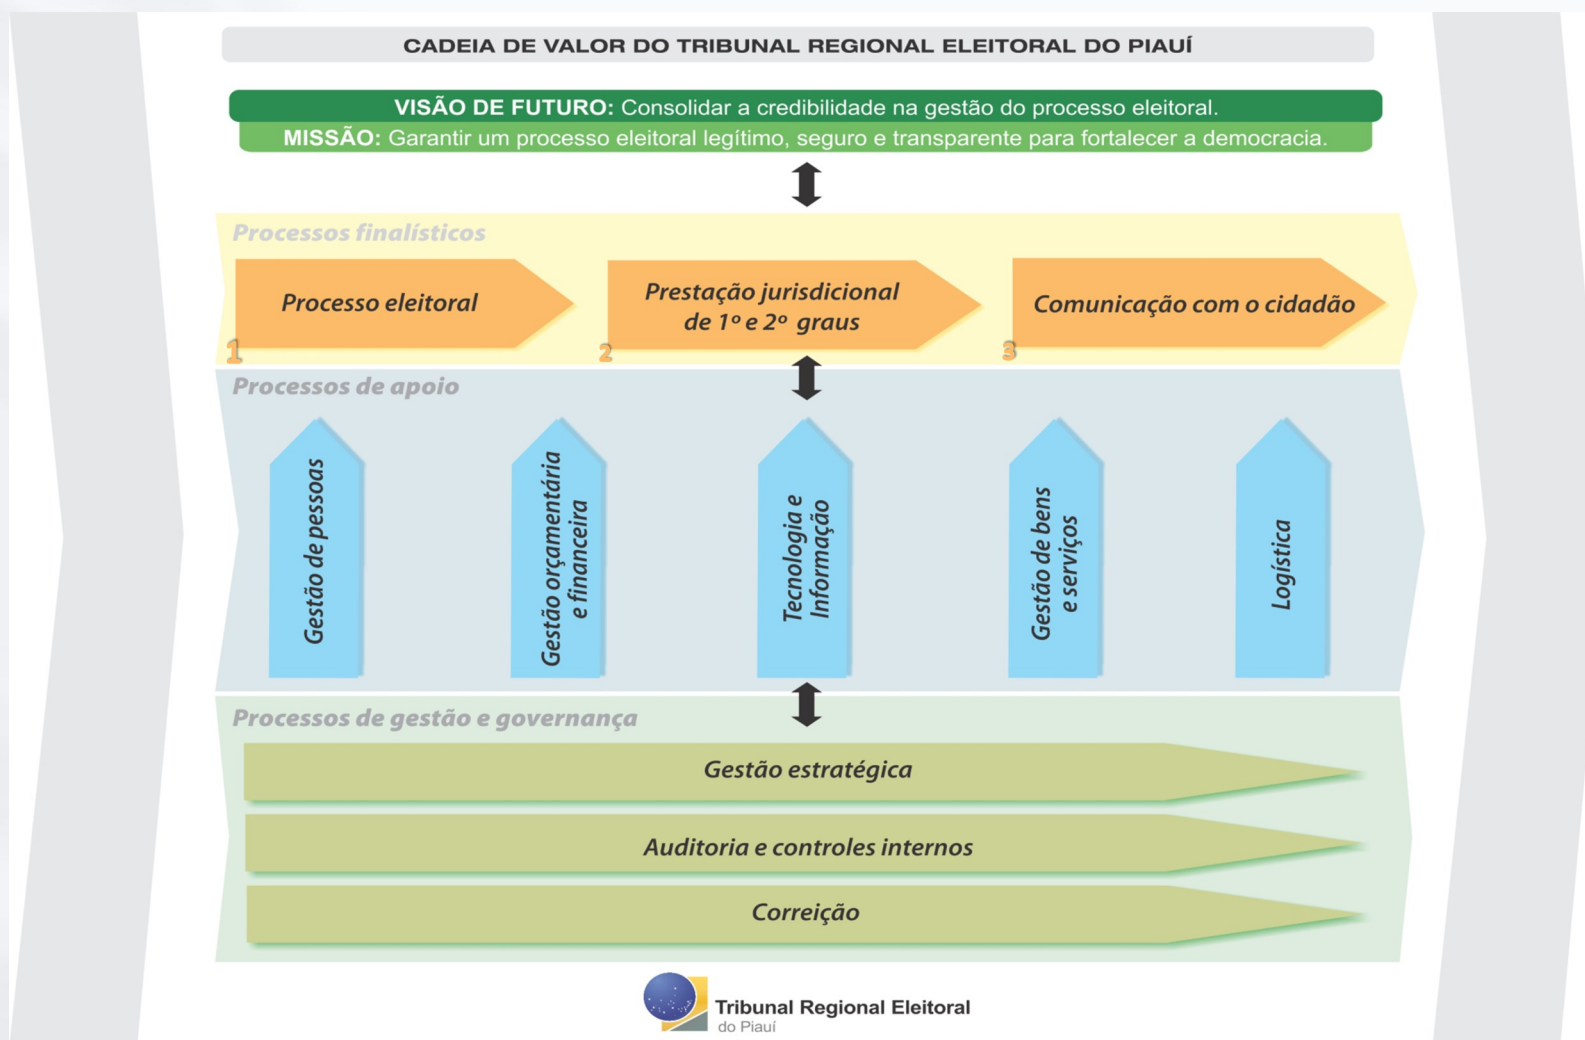 CADEIA DE VALOR DO TRIBUNAL REGIONAL ELEITORAL DO PIAUÍ
VISÃO DE FUTURO: Consolidar a credibilidade na gestão do processo eleitoral.
MISSÃO: Garantir um processo eleitoral legítimo, seguro e transparente para fortalecer a democracia.
Processos finalísticos
Processo eleitoral
1
Prestação jurisdicional
de 1º e 2º graus
2
Comunicação com o cidadão
3
Processos de apoio
Gestão de pessoas
Gestão orçamentária
e financeira
Tecnologia e
Informação
Gestão de bens
e serviços
Logística
Processos de gestão e governança
Gestão estratégica
Auditoria e controles internos
Correição
Tribunal Regional Eleitoral
do Piauí